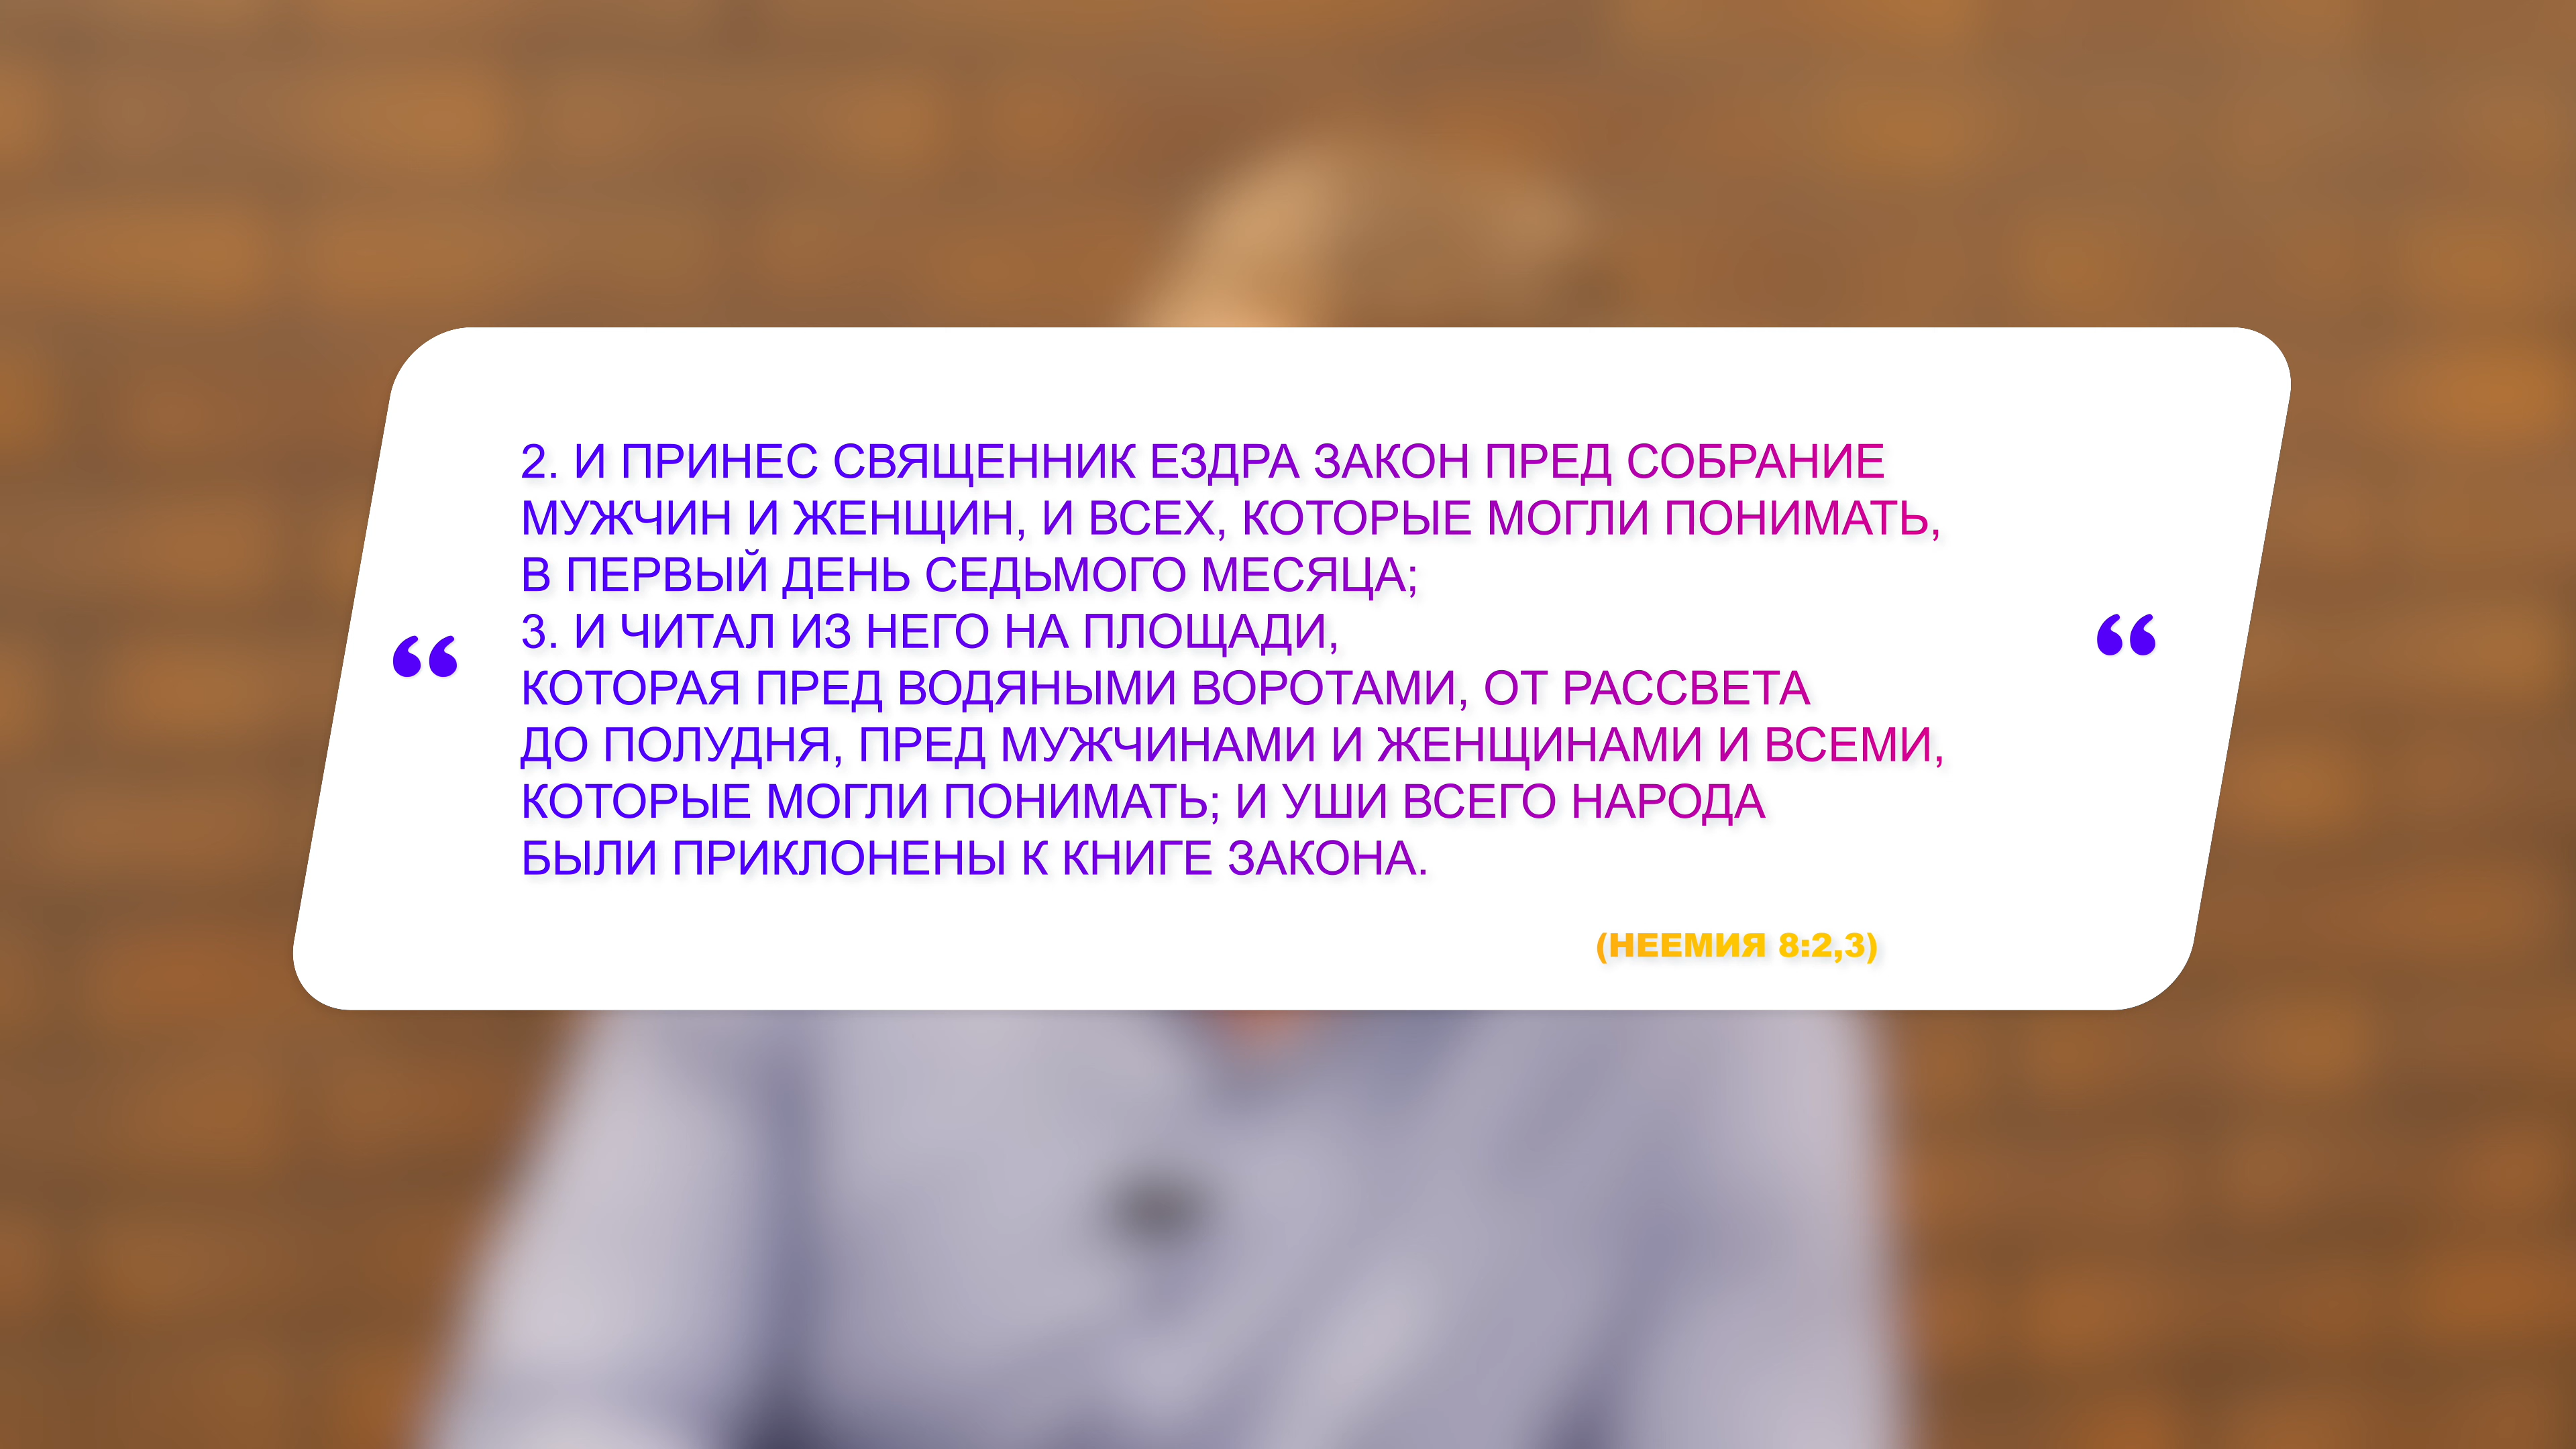 2. И ПРИНЕС СВЯЩЕННИК ЕЗДРА ЗАКОН ПРЕД СОБРАНИЕ
МУЖЧИН И ЖЕНЩИН, И ВСЕХ, КОТОРЫЕ МОГЛИ ПОНИМАТЬ,
В ПЕРВЫЙ ДЕНЬ СЕДЬМОГО МЕСЯЦА;
3. И ЧИТАЛ ИЗ НЕГО НА ПЛОЩАДИ,
КОТОРАЯ ПРЕД ВОДЯНЫМИ ВОРОТАМИ, ОТ РАССВЕТА
ДО ПОЛУДНЯ, ПРЕД МУЖЧИНАМИ И ЖЕНЩИНАМИ И ВСЕМИ,
КОТОРЫЕ МОГЛИ ПОНИМАТЬ; И УШИ ВСЕГО НАРОДА
БЫЛИ ПРИКЛОНЕНЫ К КНИГЕ ЗАКОНА.
(НЕЕМИЯ 8:2,3)